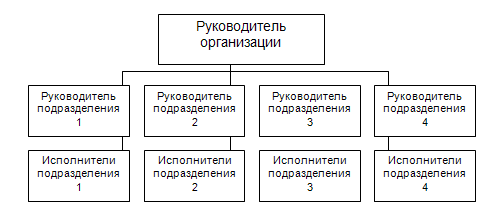 Руководитель
организации
Руководитель
подразделения
1
Руководитель
подразделения
2
Руководитель
подразделения
3
Руководитель
подразделения
4
Исполнители
подразделения
1
Исполнители
подразделения
2
Исполнители
подразделения
3
Исполнители
подразделения
4